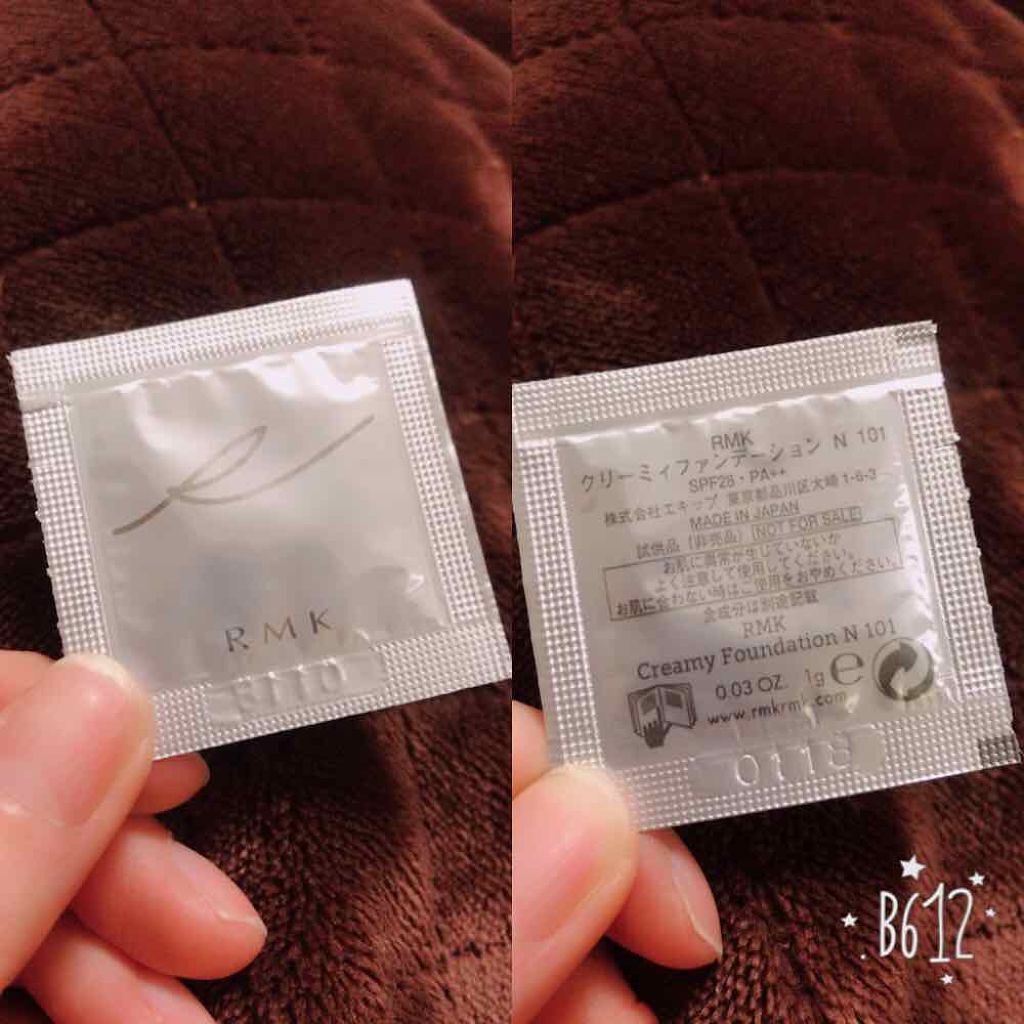 RMK
RMK
クリーミィファンデーション N 101
SPF28・PA++
株式会社エキップ 東京都品川区大崎1-6-3
MADE IN JAPAN
試供品(非売品)[NOT FOR SALE]
お肌に異常が生じていないか
よく注意して使用してください。
お肌に合わない時はご使用をおやめください。
全成分は別途記載
RMK
Creamy Foundation N 101
0.03 OZ. 1g e
www.rmkrmk.com
0118
B612